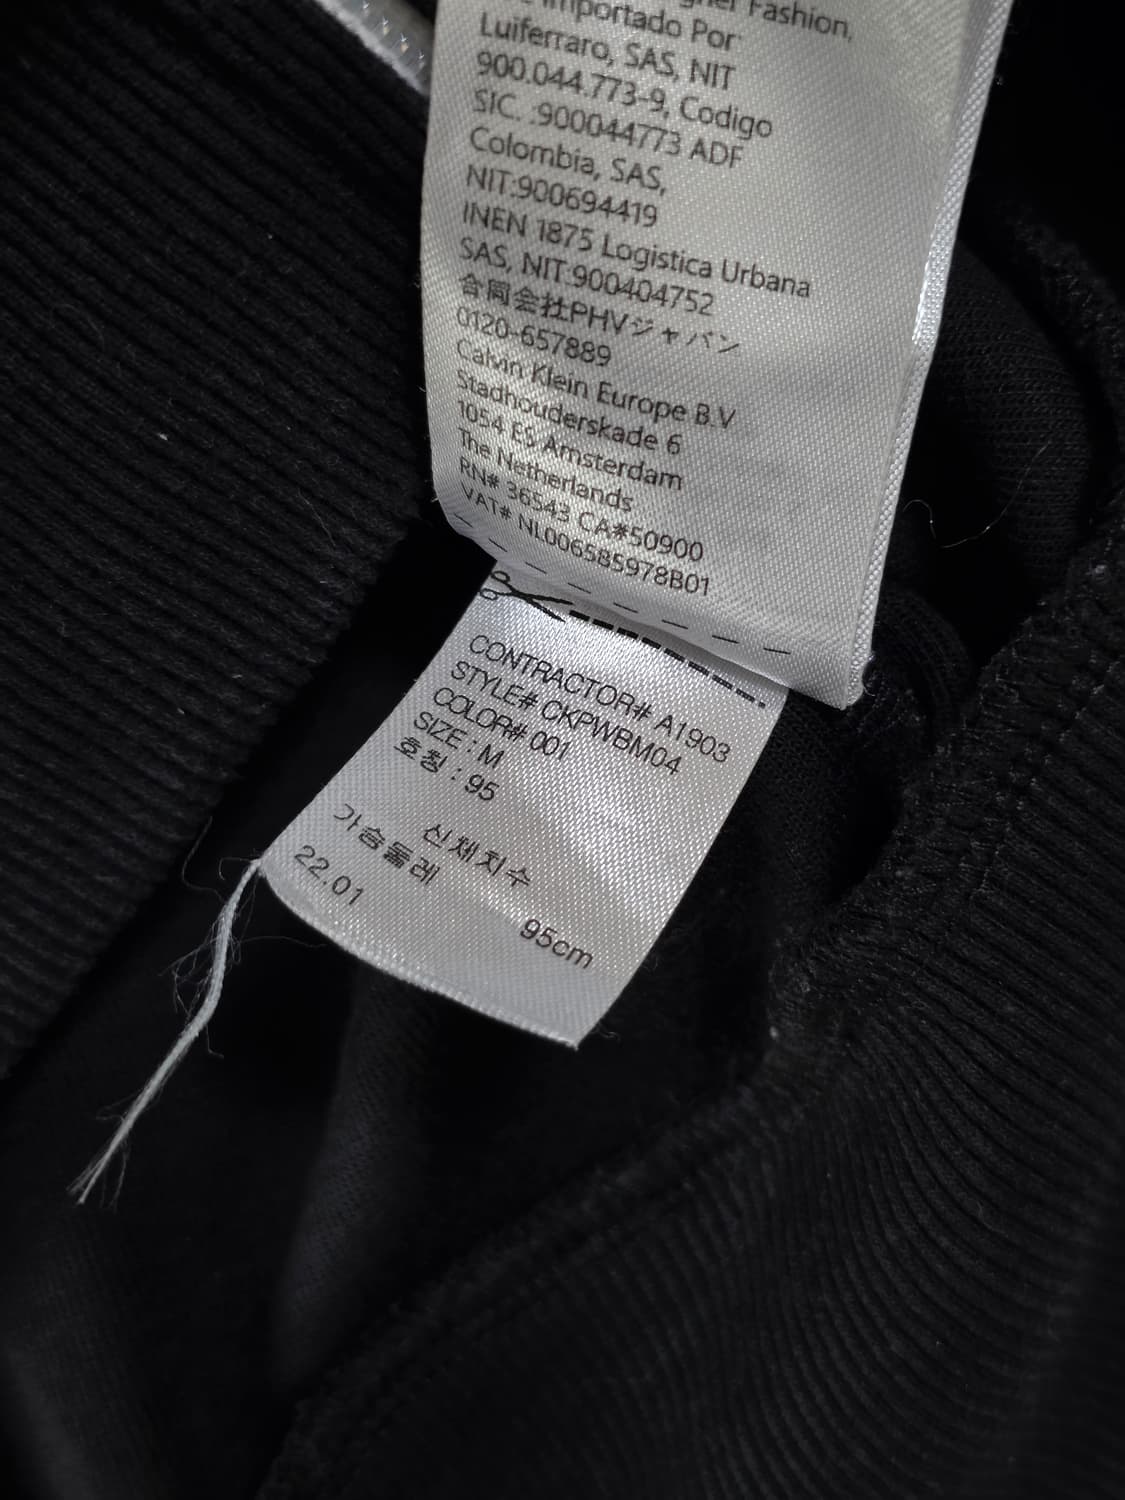 Fashion,
Importado Por
Luiferraro, SAS, NIT
900.044.773-9, Codigo
SIC. .900044773 ADF
Colombia, SAS,
NIT:900694419
INEN 1875 Logistica Urbana
SAS, NIT:900404752
合同会社PHVジャパン
0120-657889
Calvin Klein Europe B.V
Stadhouderskade 6
1054 ES Amsterdam
The Netherlands
RN# 36543 CA#50900
VAT# NL006585978B01
CONTRACTOR# A1903
STYLE# CKPWBM04
COLOR# 001
SIZE : M
호칭 : 95
신체치수
가슴둘레 95cm
22.01